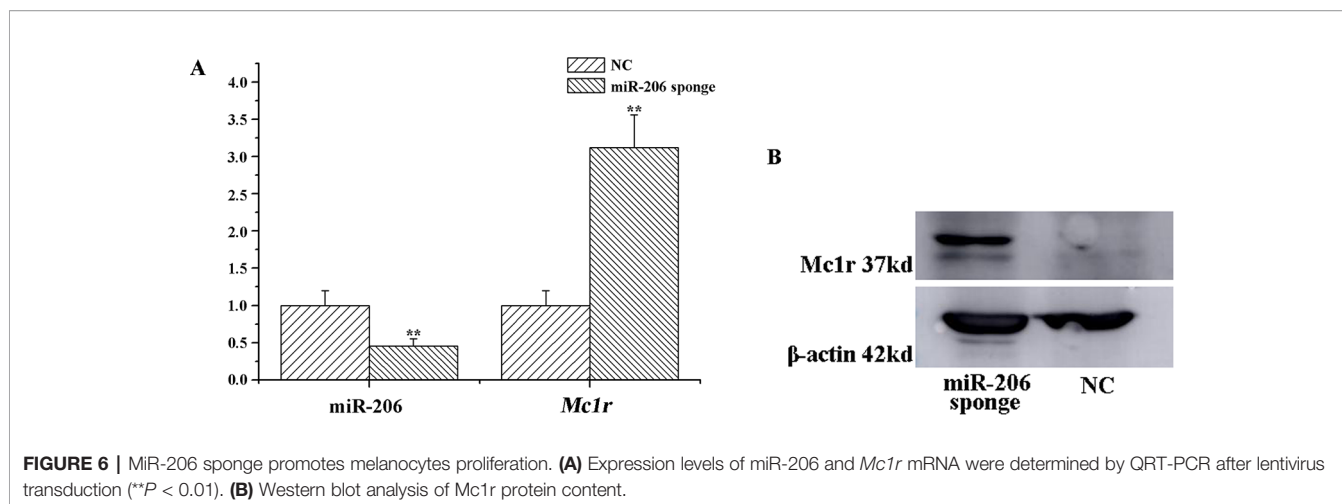 A
NC
miR-206 sponge
4.0
3.5
3.0
2.5
2.0
1.5
1.0
0.5
0.0
**
**
miR-206
Mc1r
B
Mc1r 37kd
β-actin 42kd
miR-206
sponge
NC
FIGURE 6 | MiR-206 sponge promotes melanocytes proliferation. (A) Expression levels of miR-206 and Mc1r mRNA were determined by QRT-PCR after lentivirus
transduction (**P < 0.01). (B) Western blot analysis of Mc1r protein content.